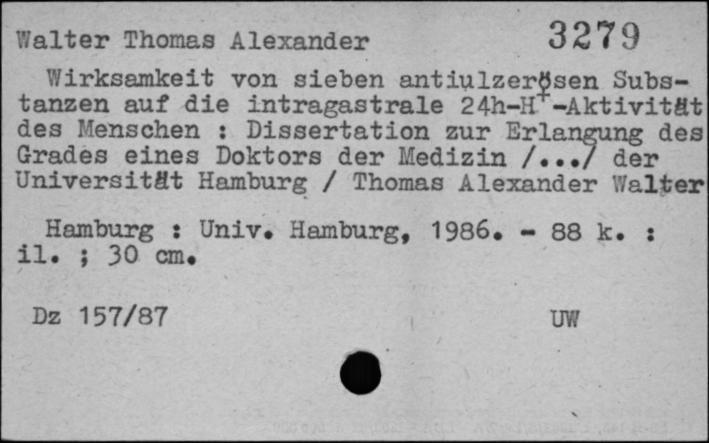 Walter Thomas Alexander 3279
Wirksamkeit von sieben antiulzerösen Subs-
tanzen auf die intragastrale 24h-H⁺-Aktivität
des Menschen : Dissertation zur Erlangung des
Grades eines Doktors der Medizin /.../ der
Universität Hamburg / Thomas Alexander Walter
Hamburg : Univ. Hamburg, 1986. - 88 k. :
il. ; 30 cm.
Dz 157/87 UW